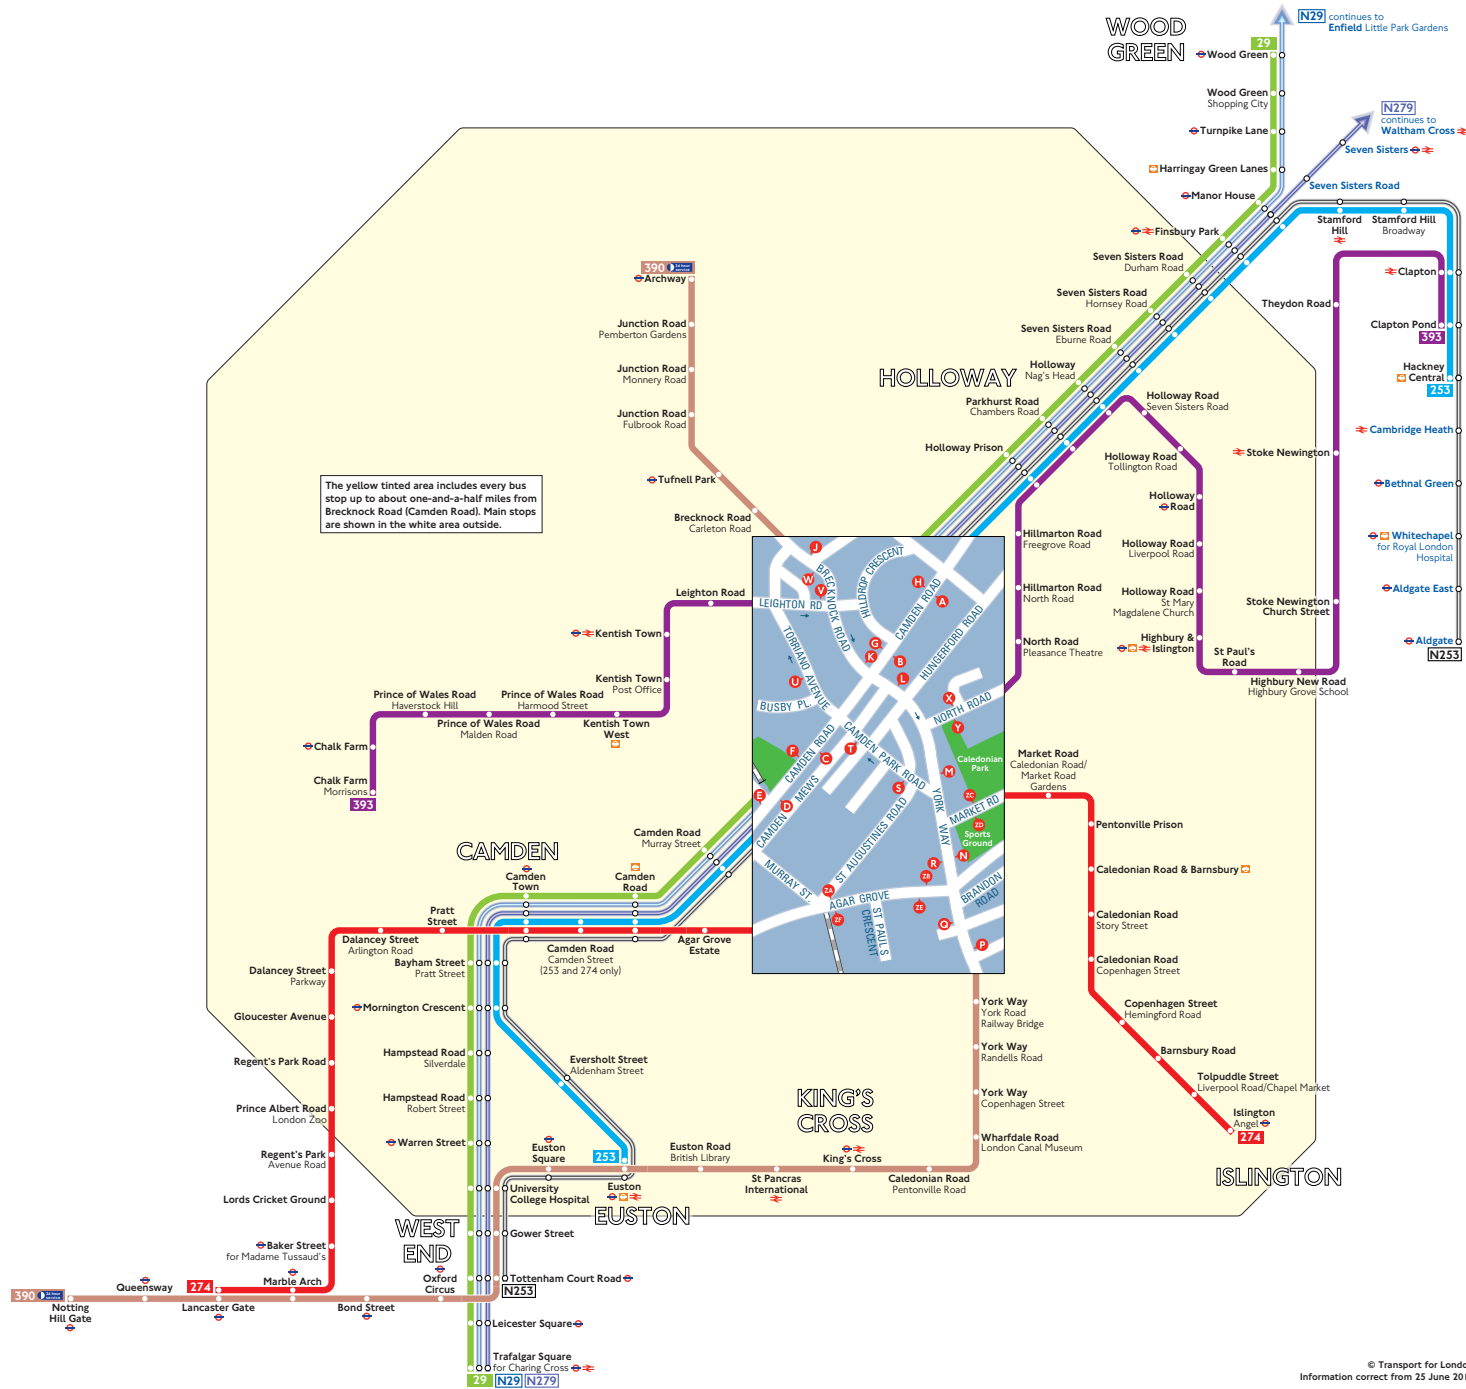 WOOD
GREEN
N29 continues to
Enfield Little Park Gardens
29
Wood Green
Wood Green
Shopping City
Turnpike Lane
Harringay Green Lanes
Manor House
Finsbury Park
N279
continues to
Waltham Cross
Seven Sisters
Seven Sisters Road
Stamford
Hill
Stamford Hill
Broadway
Seven Sisters Road
Durham Road
Seven Sisters Road
Hornsey Road
Seven Sisters Road
Eburne Road
Holloway
Nag's Head
HOLLOWAY
Parkhurst Road
Chambers Road
Holloway Prison
Clapton
Theydon Road
Clapton Pond
393
Hackney
Central
253
Cambridge Heath
Stoke Newington
Bethnal Green
Whitechapel
for Royal London
Hospital
Aldgate East
Stoke Newington
Church Street
Aldgate
N253
Holloway Road
Seven Sisters Road
Holloway Road
Tollington Road
Holloway
Road
Holloway Road
Liverpool Road
Holloway Road
St Mary
Magdalene Church
Highbury &
Islington
St Paul's
Road
Highbury New Road
Highbury Grove School
Hillmarton Road
Freegrove Road
Hillmarton Road
North Road
North Road
Pleasance Theatre
390 24 hour
service
Archway
Junction Road
Pemberton Gardens
Junction Road
Monnery Road
Junction Road
Fulbrook Road
Tufnell Park
Brecknock Road
Carleton Road
The yellow tinted area includes every bus
stop up to about one-and-a-half miles from
Brecknock Road (Camden Road). Main stops
are shown in the white area outside.
Leighton Road
Kentish Town
Kentish Town
Post Office
Prince of Wales Road
Haverstock Hill
Prince of Wales Road
Harmood Street
Prince of Wales Road
Malden Road
Kentish Town
West
Chalk Farm
Chalk Farm
Morrisons
393
J
W
V
H
A
G
K
B
L
U
X
Y
F
C
T
M
S
E
D
ZC
ZD
N
R
ZB
ZA
ZE
ZF
Q
P
LEIGHTON RD
BRECKNOCK ROAD
HILLDROP CRESCENT
CAMDEN ROAD
HUNGERFORD ROAD
TORRIANO AVENUE
BUSBY PL.
NORTH ROAD
CAMDEN ROAD
CAMDEN MEWS
CAMDEN PARK ROAD
YORK WAY
Caledonian
Park
MARKET RD
Sports
Ground
ST AUGUSTINES ROAD
MURRAY ST.
AGAR GROVE
ST PAUL S
CRESCENT
BRANDON
ROAD
Market Road
Caledonian Road/
Market Road
Gardens
Pentonville Prison
Caledonian Road & Barnsbury
Caledonian Road
Story Street
Caledonian Road
Copenhagen Street
Copenhagen Street
Hemingford Road
Barnsbury Road
Tolpuddle Street
Liverpool Road/Chapel Market
Islington
Angel
274
ISLINGTON
Camden Road
Murray Street
CAMDEN
Camden
Town
Camden
Road
Pratt
Street
Dalancey Street
Arlington Road
Camden Road
Camden Street
(253 and 274 only)
Agar Grove
Estate
Dalancey Street
Parkway
Bayham Street
Pratt Street
Gloucester Avenue
Mornington Crescent
Regent's Park Road
Hampstead Road
Silverdale
Prince Albert Road
London Zoo
Hampstead Road
Robert Street
Regent's Park
Avenue Road
Warren Street
Lords Cricket Ground
Baker Street
for Madame Tussaud's
Eversholt Street
Aldenham Street
Euston
Square
253
Euston
EUSTON
Euston Road
British Library
St Pancras
International
KING'S
CROSS
King's Cross
Caledonian Road
Pentonville Road
York Way
York Road
Railway Bridge
York Way
Randells Road
York Way
Copenhagen Street
Wharfdale Road
London Canal Museum
University
College Hospital
WEST
END
Gower Street
Oxford
Circus
Tottenham Court Road
N253
390 24 hour
service
Notting
Hill Gate
Queensway
274
Lancaster Gate
Marble Arch
Bond Street
Leicester Square
Trafalgar Square
for Charing Cross
29 N29 N279
© Transport for Londo
Information correct from 25 June 20